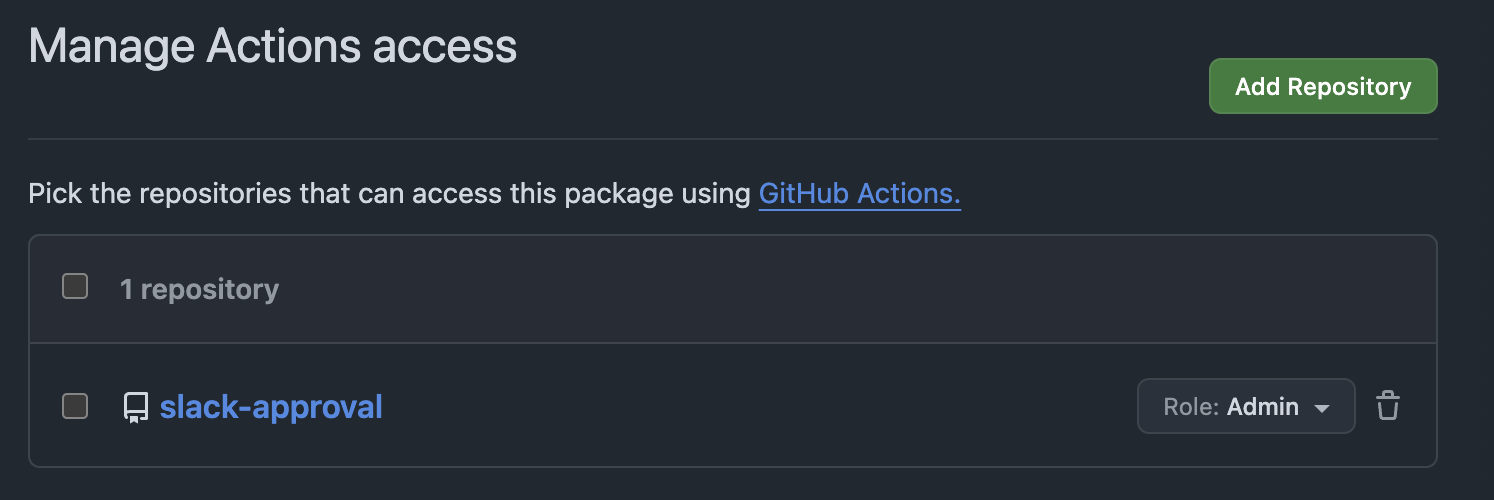 Manage Actions access
Add Repository
Pick the repositories that can access this package using GitHub Actions.
1 repository
slack-approval
Role: Admin